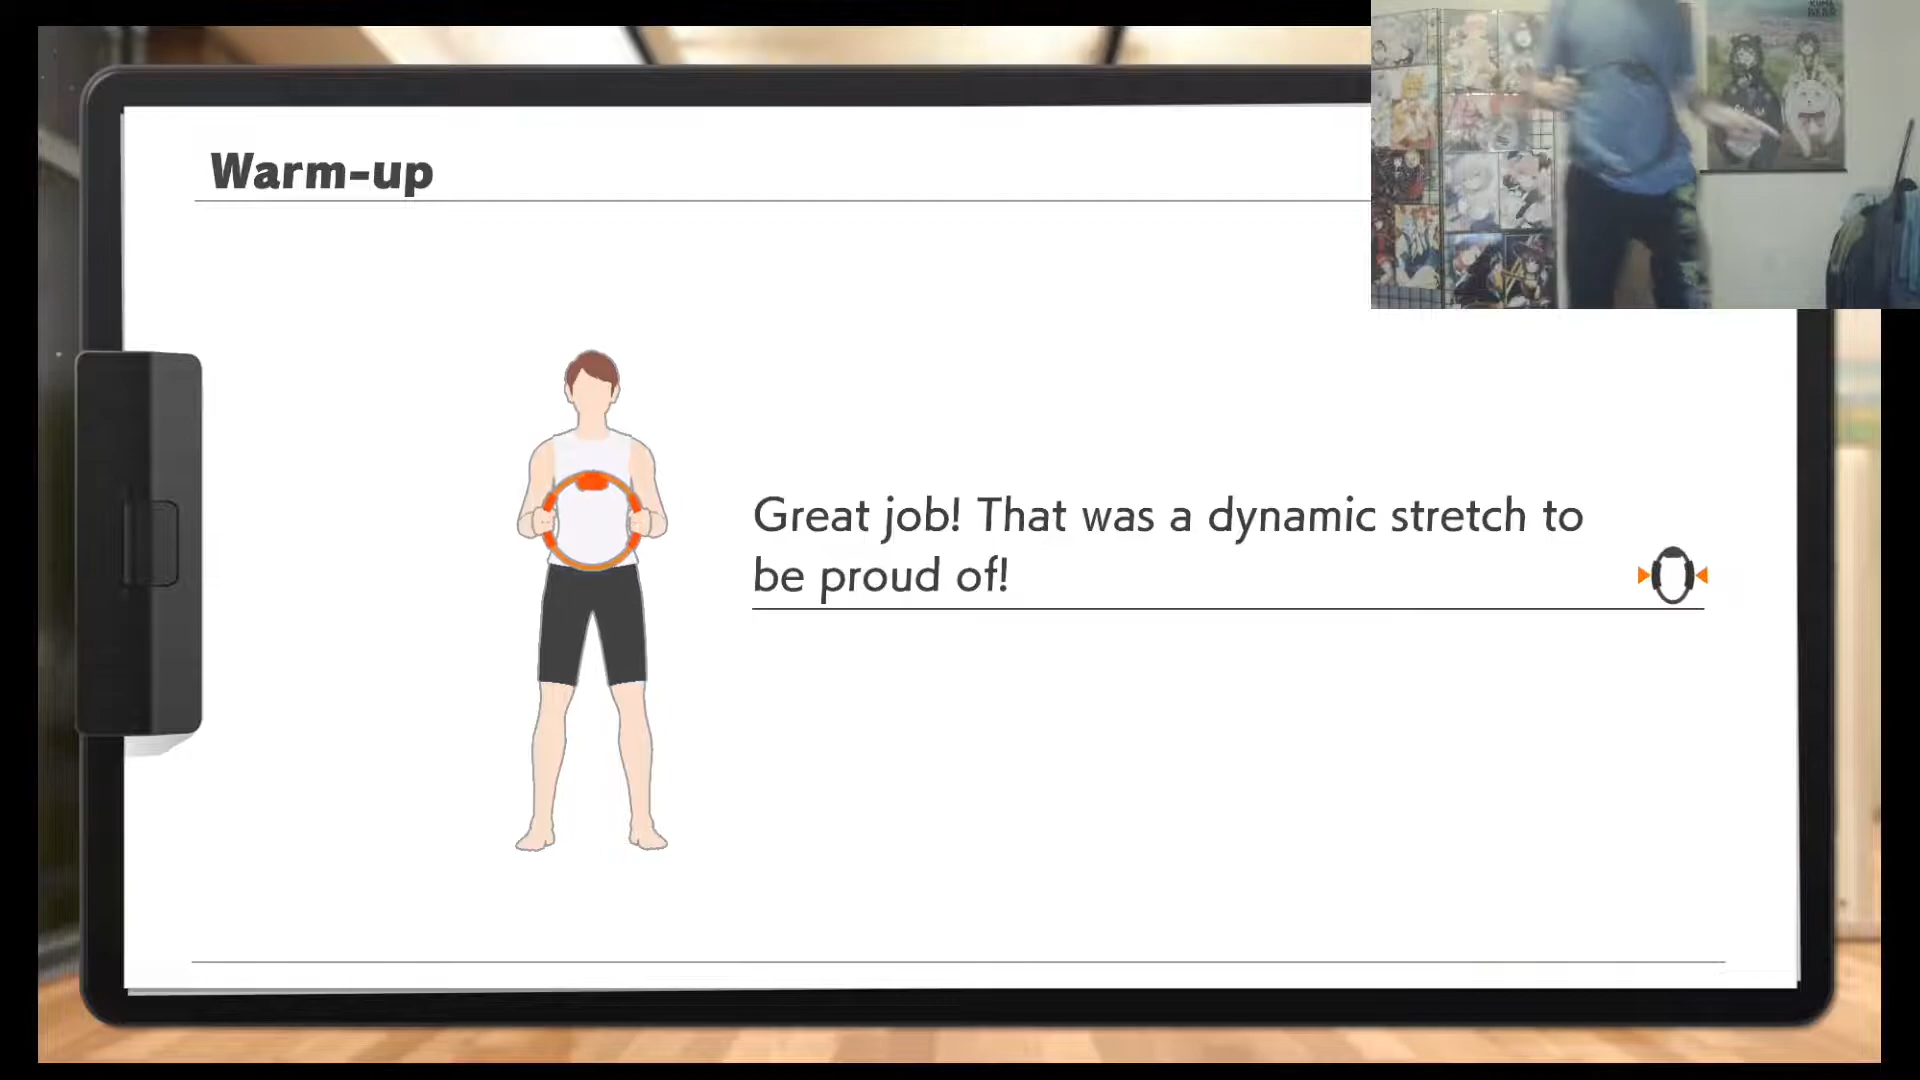 Warm-up
Great job! That was a dynamic stretch to
be proud of!